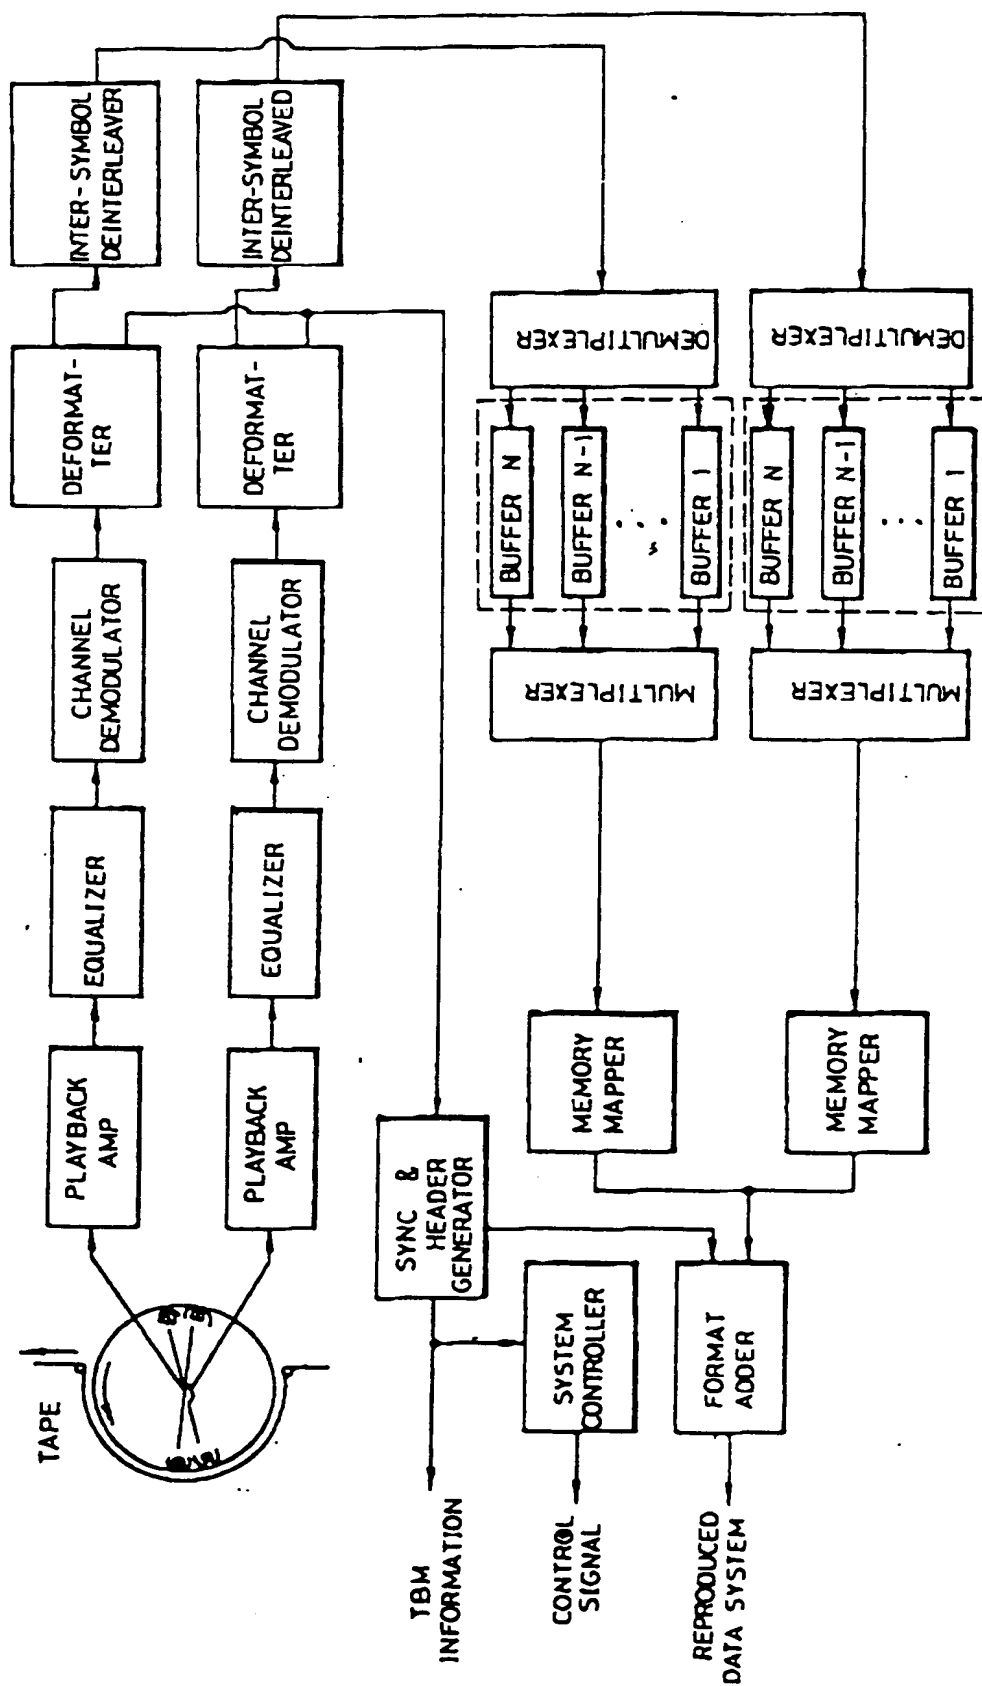 TAPE
PLAYBACK
AMP
EQUALIZER
CHANNEL
DEMODULATOR
DEFORMAT-
TER
INTER-SYMBOL
DEINTERLEAVER
PLAYBACK
AMP
EQUALIZER
CHANNEL
DEMODULATOR
DEFORMAT-
TER
INTER-SYMBOL
DEINTERLEAVED
TBM
INFORMATION
SYNC &
HEADER
GENERATOR
CONTROL
SIGNAL
SYSTEM
CONTROLLER
REPRODUCED
DATA SYSTEM
FORMAT
ADDER
MEMORY
MAPPER
MULTIPLEXER
BUFFER N
BUFFER N-1
...
BUFFER 1
DEMULTIPLEXER
MEMORY
MAPPER
MULTIPLEXER
BUFFER N
BUFFER N-1
...
BUFFER 1
DEMULTIPLEXER